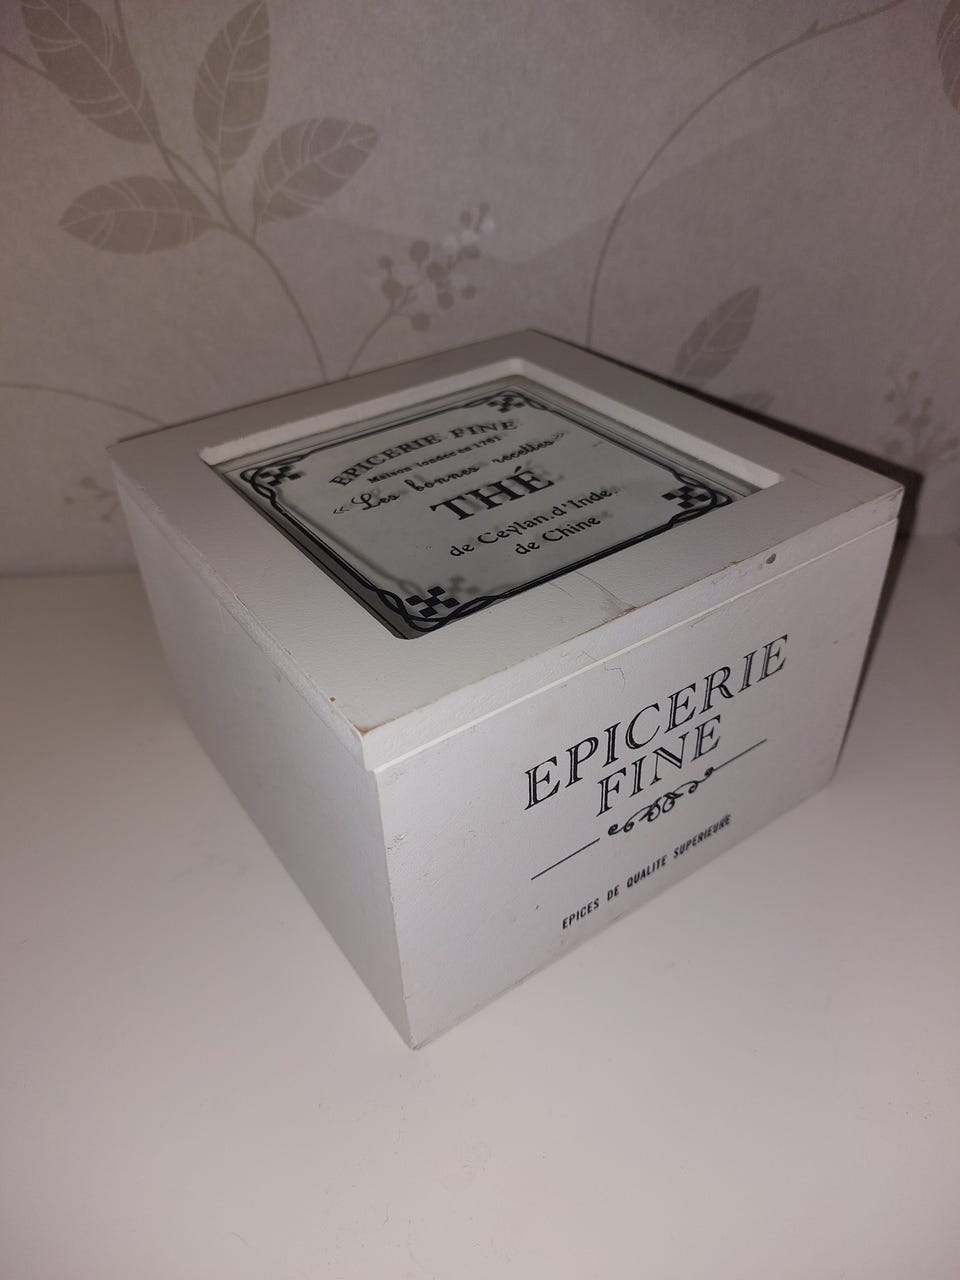 EPICERIE FINE
Maison fondée en 1787
«Les bonnes recettes»
THÉ
de Ceylan.d'Inde.
de Chine
EPICERIE
FINE
EPICES DE QUALITE SUPERIEURE